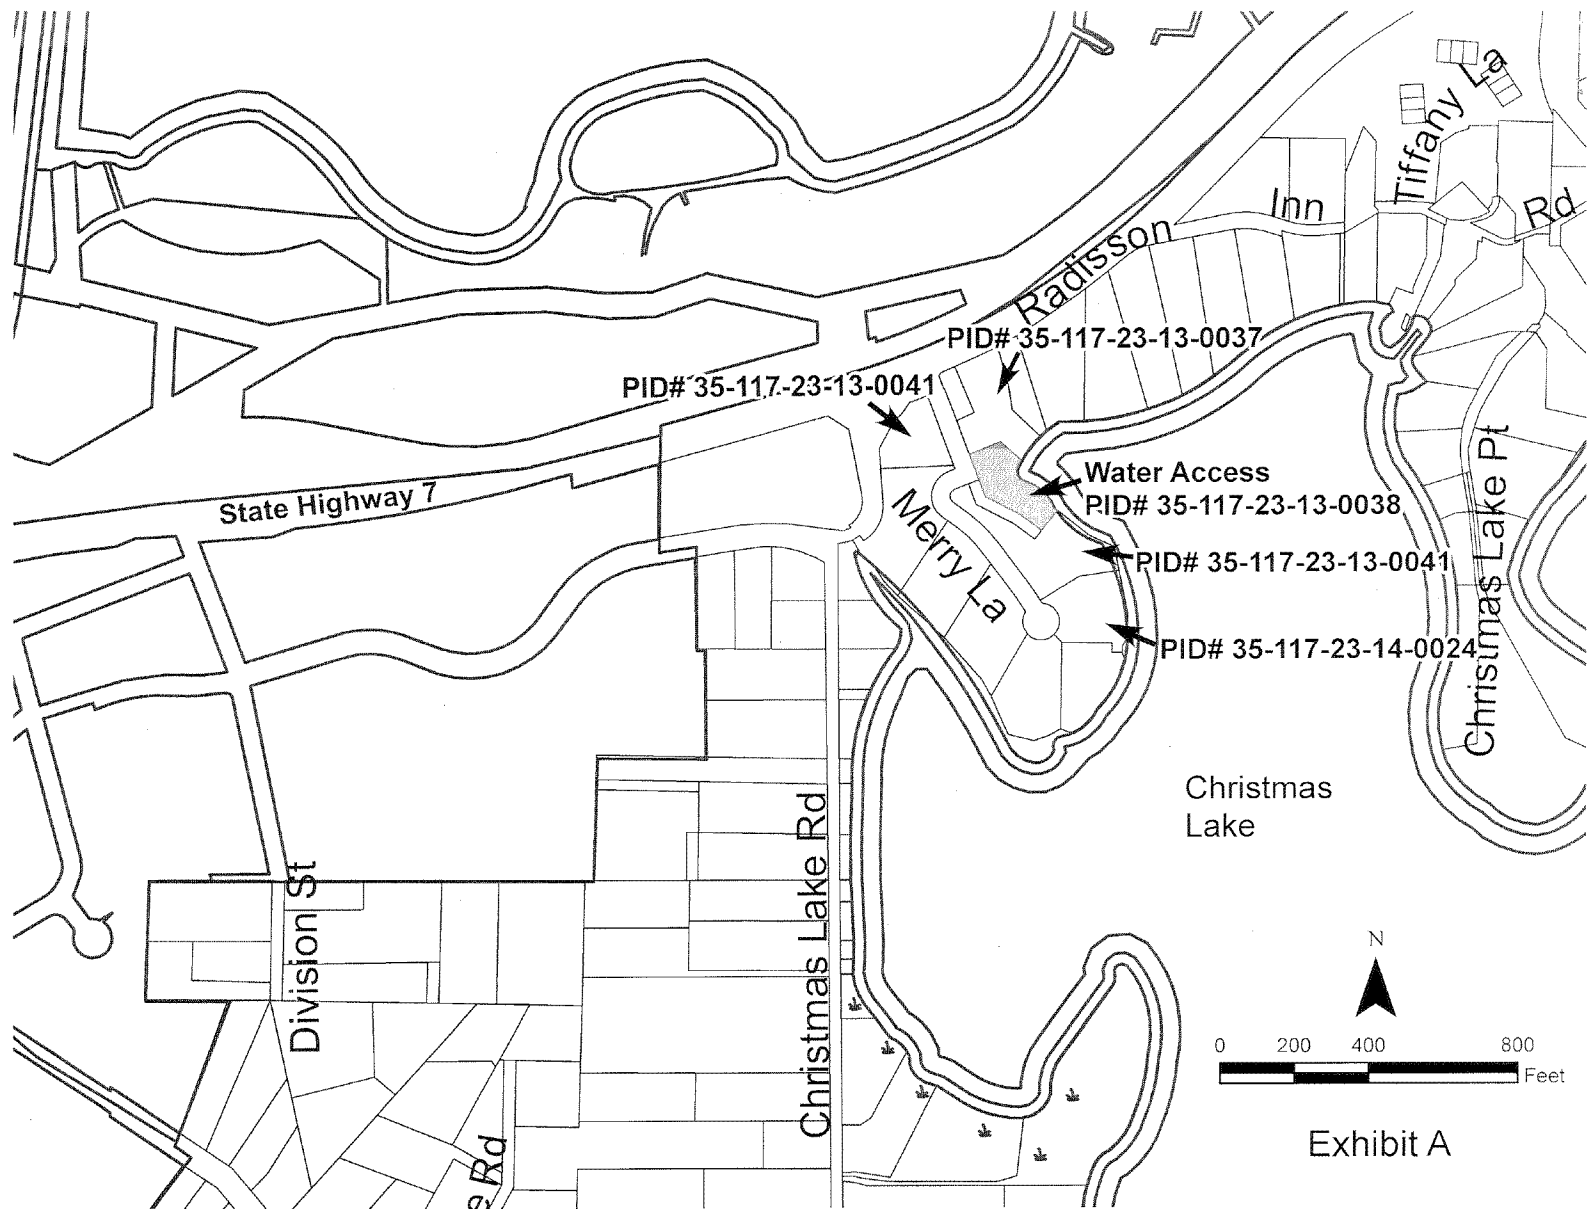 Tiffany La
Inn
Rd
Radisson
PID# 35-117-23-13-0037
PID# 35-117-23-13-0041
Water Access
PID# 35-117-23-13-0038
State Highway 7
Merry La
PID# 35-117-23-13-0041
PID# 35-117-23-14-0024
Christmas Lake Pt
Christmas
Lake
Christmas Lake Rd
Division St
e Rd
N
0 200 400 800
Feet
Exhibit A